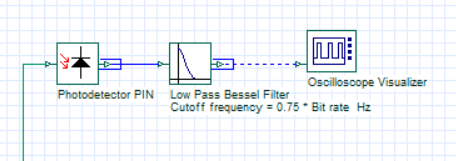 Photodetector PIN
Low Pass Bessel Filter
Cutoff frequency = 0.75 * Bit rate  Hz
Oscilloscope Visualizer